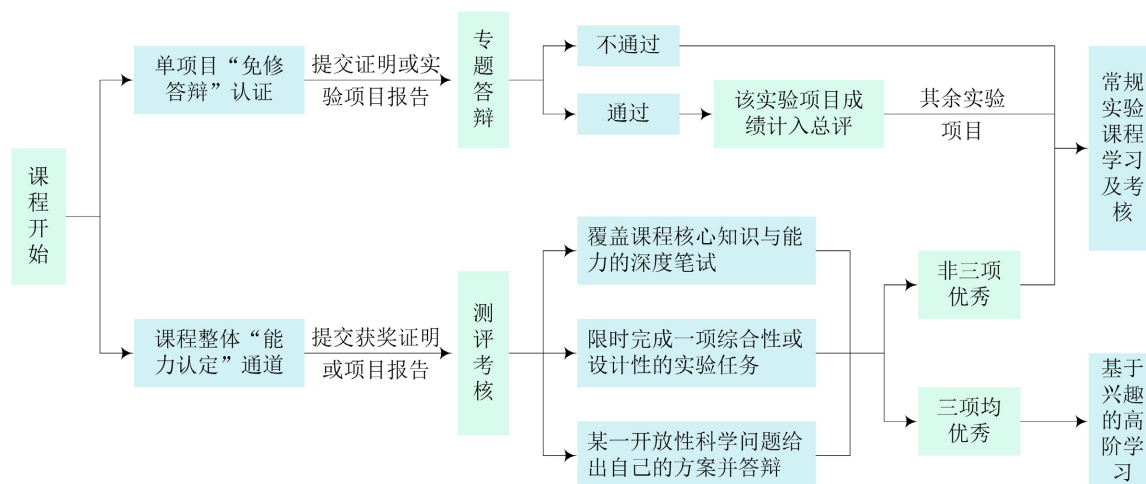 课程开始
单项目“免修
答辩”认证
提交证明或实
验项目报告
专题答辩
不通过
通过
该实验项目成
绩计入总评
其余实验
项目
常规
实验
课程
学习
及考
核
课程整体“能
力认定”通道
提交获奖证明
或项目报告
测评考核
覆盖课程核心知识与能
力的深度笔试
限时完成一项综合性或
设计性的实验任务
某一开放性科学问题给
出自己的方案并答辩
非三项
优秀
三项均
优秀
基于
兴趣
的高
阶学
习